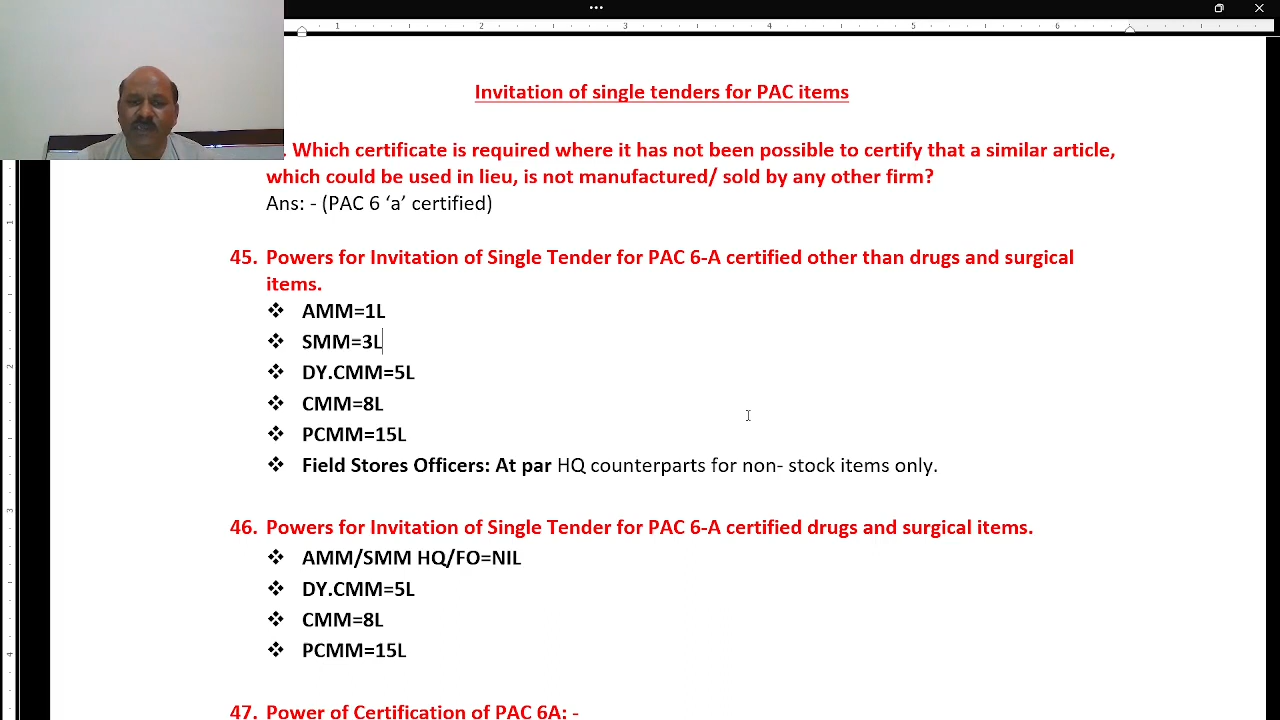 1 2 3 4 5 6
Invitation of single tenders for PAC items
. Which certificate is required where it has not been possible to certify that a similar article,
which could be used in lieu, is not manufactured/ sold by any other firm?
Ans: - (PAC 6 ‘a’ certified)
45. Powers for Invitation of Single Tender for PAC 6-A certified other than drugs and surgical
items.
❖ AMM=1L
❖ SMM=3L
❖ DY.CMM=5L
❖ CMM=8L
❖ PCMM=15L
❖ Field Stores Officers: At par HQ counterparts for non- stock items only.
46. Powers for Invitation of Single Tender for PAC 6-A certified drugs and surgical items.
❖ AMM/SMM HQ/FO=NIL
❖ DY.CMM=5L
❖ CMM=8L
❖ PCMM=15L
47. Power of Certification of PAC 6A: -